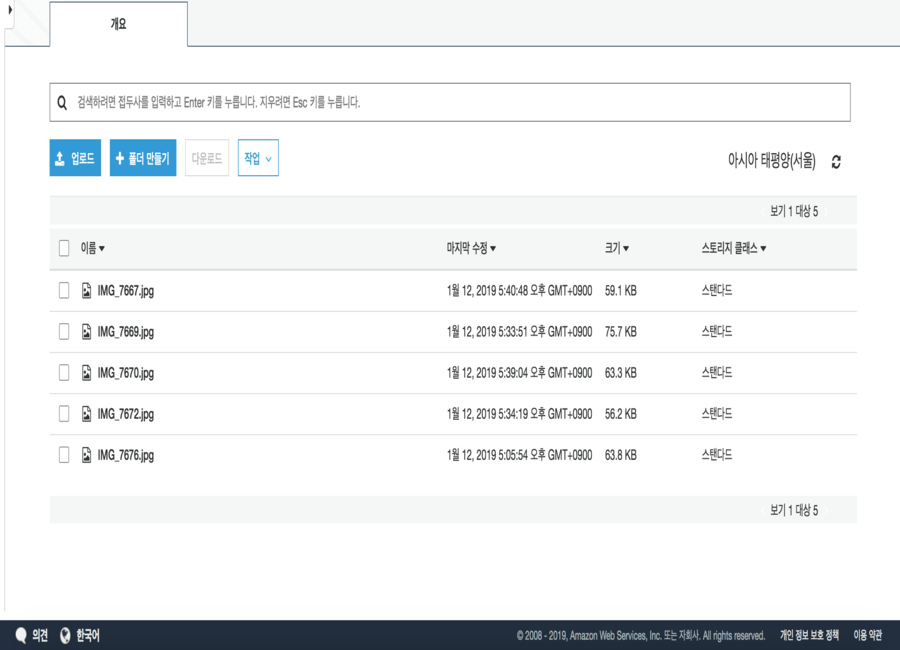 개요
검색하려면 접두사를 입력하고 Enter 키를 누릅니다. 지우려면 Esc 키를 누릅니다.
업로드 폴더 만들기 다운로드 작업 아시아 태평양(서울)
보기 1 대상 5
이름 마지막 수정 크기 스토리지 클래스
IMG_7667.jpg 1월 12, 2019 5:40:48 오후 GMT+0900 59.1 KB 스탠다드
IMG_7669.jpg 1월 12, 2019 5:33:51 오후 GMT+0900 75.7 KB 스탠다드
IMG_7670.jpg 1월 12, 2019 5:39:04 오후 GMT+0900 63.3 KB 스탠다드
IMG_7672.jpg 1월 12, 2019 5:34:19 오후 GMT+0900 56.2 KB 스탠다드
IMG_7676.jpg 1월 12, 2019 5:05:54 오후 GMT+0900 63.8 KB 스탠다드
보기 1 대상 5
의견 한국어 © 2008 - 2019, Amazon Web Services, Inc. 또는 자회사. All rights reserved. 개인 정보 보호 정책 이용 약관